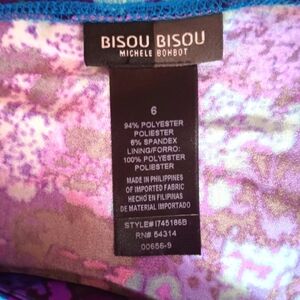 BISOU BISOU
MICHELE BOHBOT
6
94% POLYESTER
POLIESTER
6% SPANDEX
LINING/FORRO:
100% POLYESTER
POLIESTER
MADE IN PHILIPPINES
OF IMPORTED FABRIC
HECHO EN FILIPINAS
DE MATERIAL IMPORTADO
STYLE# I745186B
RN# 54314
00656-9